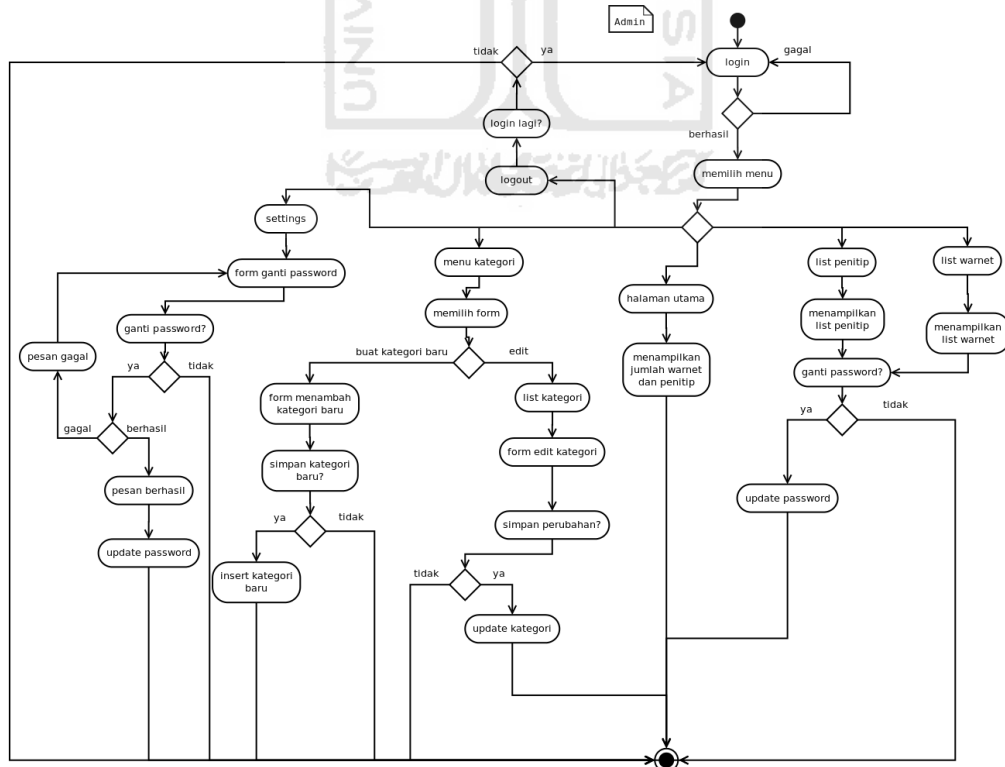 Admin
tidak
ya
gagal
login
login lagi?
berhasil
logout
memilih menu
settings
menu kategori
list penitip
list warnet
form ganti password
halaman utama
memilih form
menampilkan
list penitip
menampilkan
list warnet
ganti password?
pesan gagal
buat kategori baru
edit
menampilkan
jumlah warnet
dan penitip
ganti password?
ya
tidak
form menambah
kategori baru
list kategori
ya
tidak
gagal
berhasil
form edit kategori
simpan kategori
baru?
pesan berhasil
update password
ya
tidak
simpan perubahan?
update password
insert kategori
baru
tidak
ya
update kategori